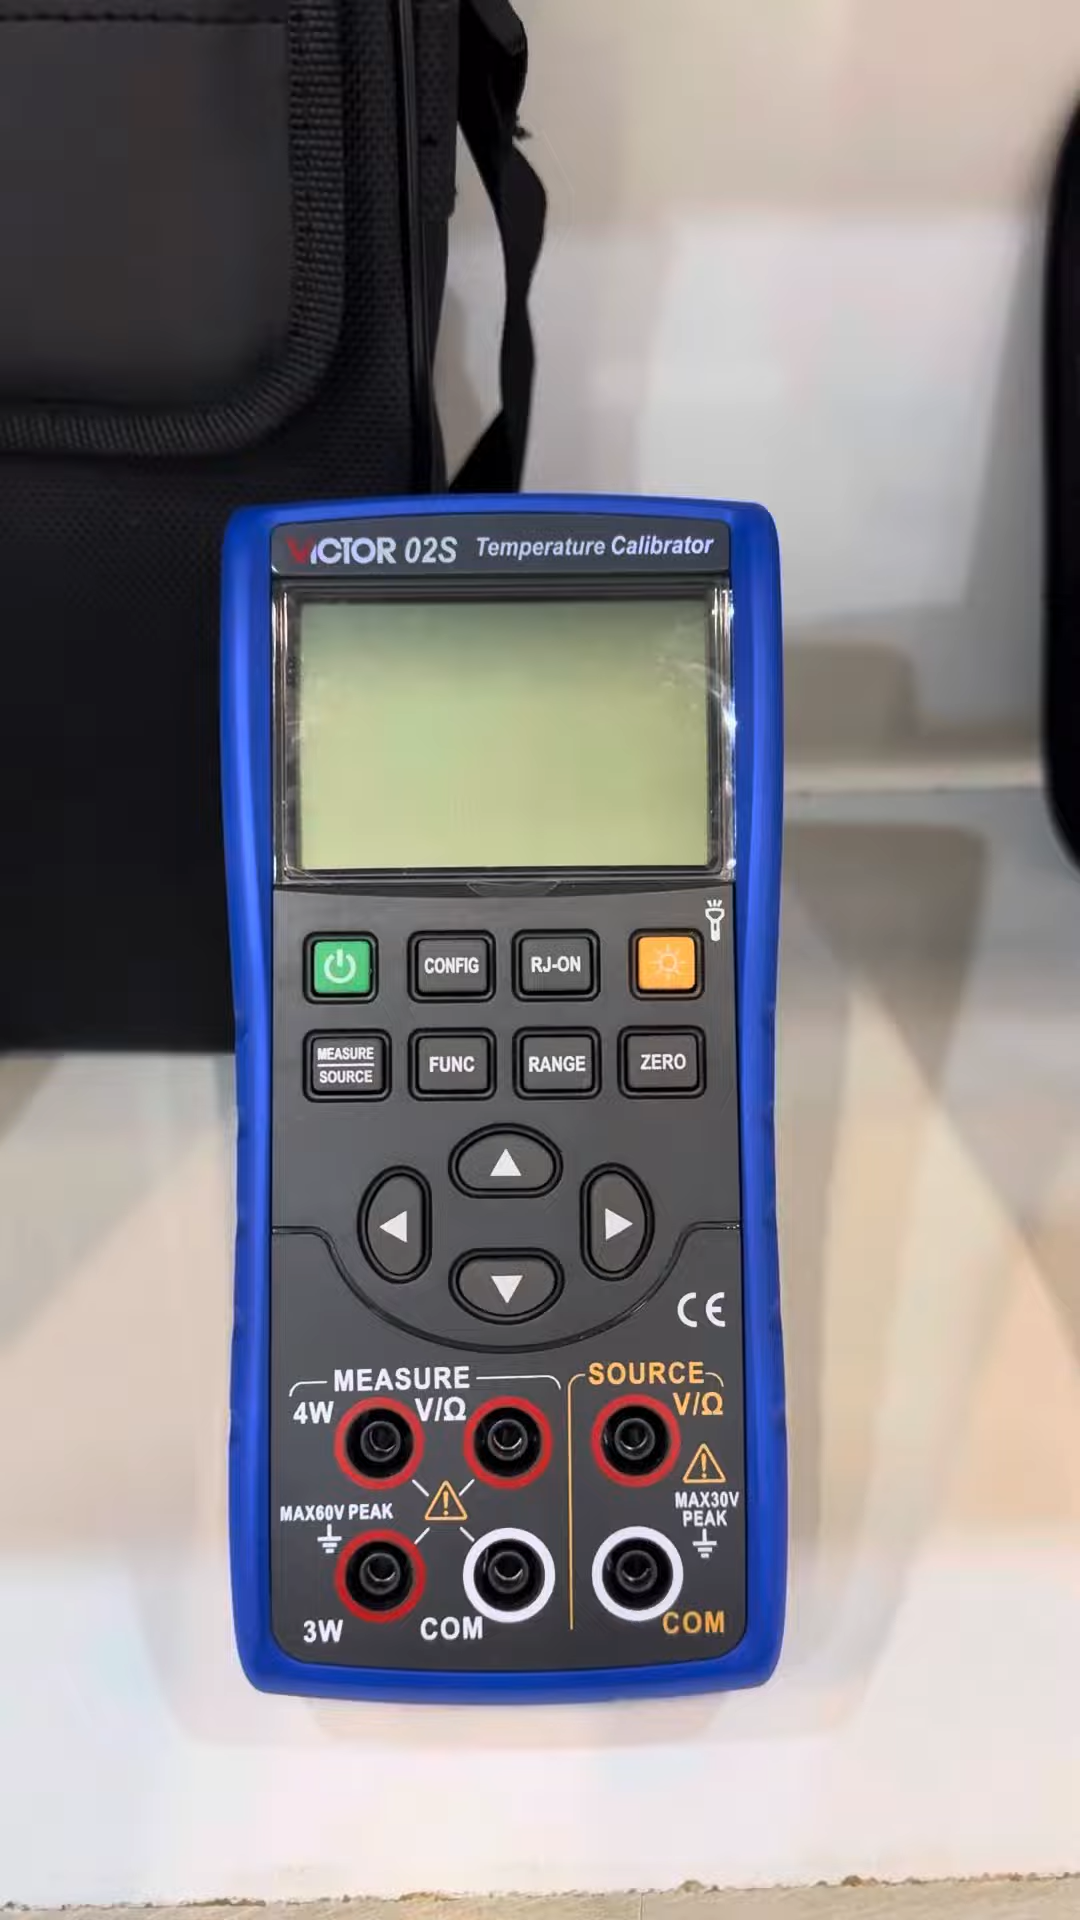 VICTOR 02S Temperature Calibrator
CONFIG
RJ-ON
MEASURE
SOURCE
FUNC
RANGE
ZERO
CE
MEASURE
SOURCE
4W
V/Ω
V/Ω
MAX60V PEAK
MAX30V
PEAK
3W
COM
COM